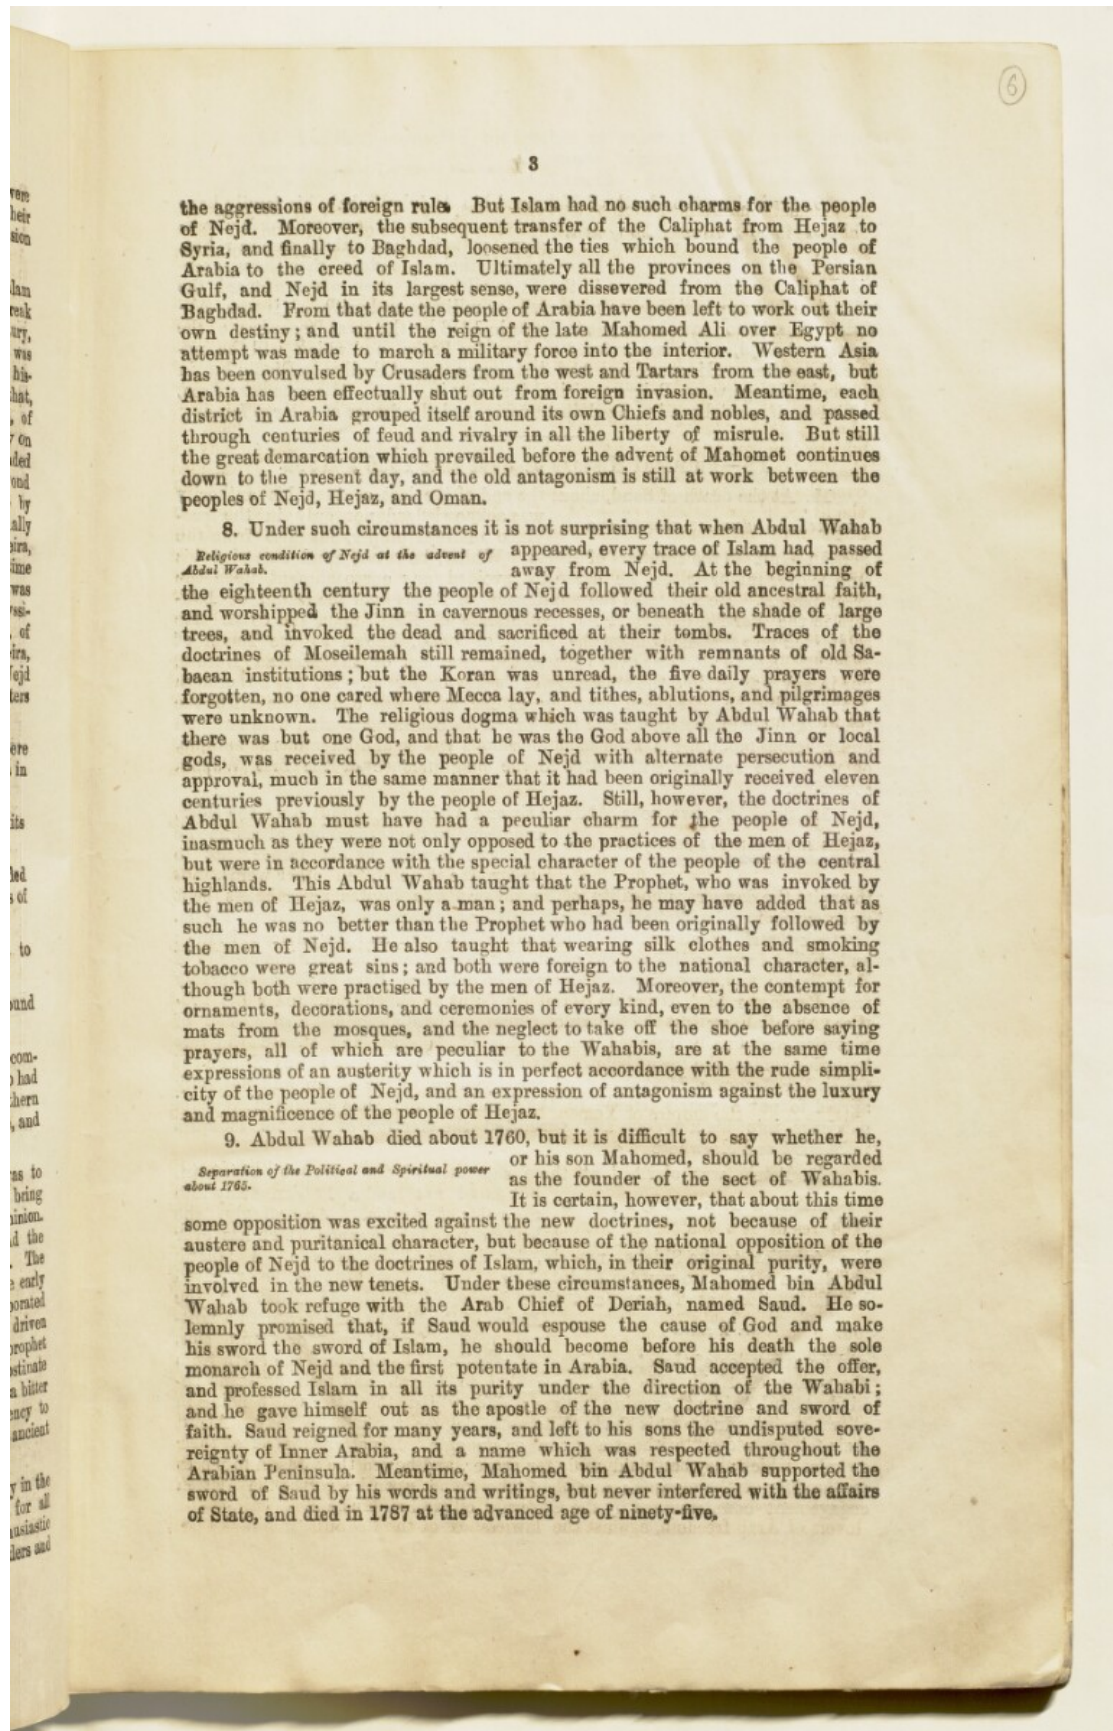 6
3
the aggressions of foreign rule. But Islam had no such charms for the people
of Nejd. Moreover, the subsequent transfer of the Caliphat from Hejaz to
Syria, and finally to Baghdad, loosened the ties which bound the people of
Arabia to the creed of Islam. Ultimately all the provinces on the Persian
Gulf, and Nejd in its largest sense, were dissevered from the Caliphat of
Baghdad. From that date the people of Arabia have been left to work out their
own destiny; and until the reign of the late Mahomed Ali over Egypt no
attempt was made to march a military force into the interior. Western Asia
has been convulsed by Crusaders from the west and Tartars from the east, but
Arabia has been effectually shut out from foreign invasion. Meantime, each
district in Arabia grouped itself around its own Chiefs and nobles, and passed
through centuries of feud and rivalry in all the liberty of misrule. But still
the great demarcation which prevailed before the advent of Mahomet continues
down to the present day, and the old antagonism is still at work between the
peoples of Nejd, Hejaz, and Oman.
8. Under such circumstances it is not surprising that when Abdul Wahab
Religious condition of Nejd at the advent of
Abdul Wahab.
appeared, every trace of Islam had passed
away from Nejd. At the beginning of
the eighteenth century the people of Nejd followed their old ancestral faith,
and worshipped the Jinn in cavernous recesses, or beneath the shade of large
trees, and invoked the dead and sacrificed at their tombs. Traces of the
doctrines of Moseilemah still remained, together with remnants of old Sa-
baean institutions; but the Koran was unread, the five daily prayers were
forgotten, no one cared where Mecca lay, and tithes, ablutions, and pilgrimages
were unknown. The religious dogma which was taught by Abdul Wahab that
there was but one God, and that he was the God above all the Jinn or local
gods, was received by the people of Nejd with alternate persecution and
approval, much in the same manner that it had been originally received eleven
centuries previously by the people of Hejaz. Still, however, the doctrines of
Abdul Wahab must have had a peculiar charm for the people of Nejd,
inasmuch as they were not only opposed to the practices of the men of Hejaz,
but were in accordance with the special character of the people of the central
highlands. This Abdul Wahab taught that the Prophet, who was invoked by
the men of Hejaz, was only a man; and perhaps, he may have added that as
such he was no better than the Prophet who had been originally followed by
the men of Nejd. He also taught that wearing silk clothes and smoking
tobacco were great sins; and both were foreign to the national character, al-
though both were practised by the men of Hejaz. Moreover, the contempt for
ornaments, decorations, and ceremonies of every kind, even to the absence of
mats from the mosques, and the neglect to take off the shoe before saying
prayers, all of which are peculiar to the Wahabis, are at the same time
expressions of an austerity which is in perfect accordance with the rude simpli-
city of the people of Nejd, and an expression of antagonism against the luxury
and magnificence of the people of Hejaz.
9. Abdul Wahab died about 1760, but it is difficult to say whether he,
Separation of the Political and Spiritual power
about 1765.
or his son Mahomed, should be regarded
as the founder of the sect of Wahabis.
It is certain, however, that about this time
some opposition was excited against the new doctrines, not because of their
austere and puritanical character, but because of the national opposition of the
people of Nejd to the doctrines of Islam, which, in their original purity, were
involved in the new tenets. Under these circumstances, Mahomed bin Abdul
Wahab took refuge with the Arab Chief of Deriah, named Saud. He so-
lemnly promised that, if Saud would espouse the cause of God and make
his sword the sword of Islam, he should become before his death the sole
monarch of Nejd and the first potentate in Arabia. Saud accepted the offer,
and professed Islam in all its purity under the direction of the Wahabi;
and he gave himself out as the apostle of the new doctrine and sword of
faith. Saud reigned for many years, and left to his sons the undisputed sove-
reignty of Inner Arabia, and a name which was respected throughout the
Arabian Peninsula. Meantime, Mahomed bin Abdul Wahab supported the
sword of Saud by his words and writings, but never interfered with the affairs
of State, and died in 1787 at the advanced age of ninety-five.